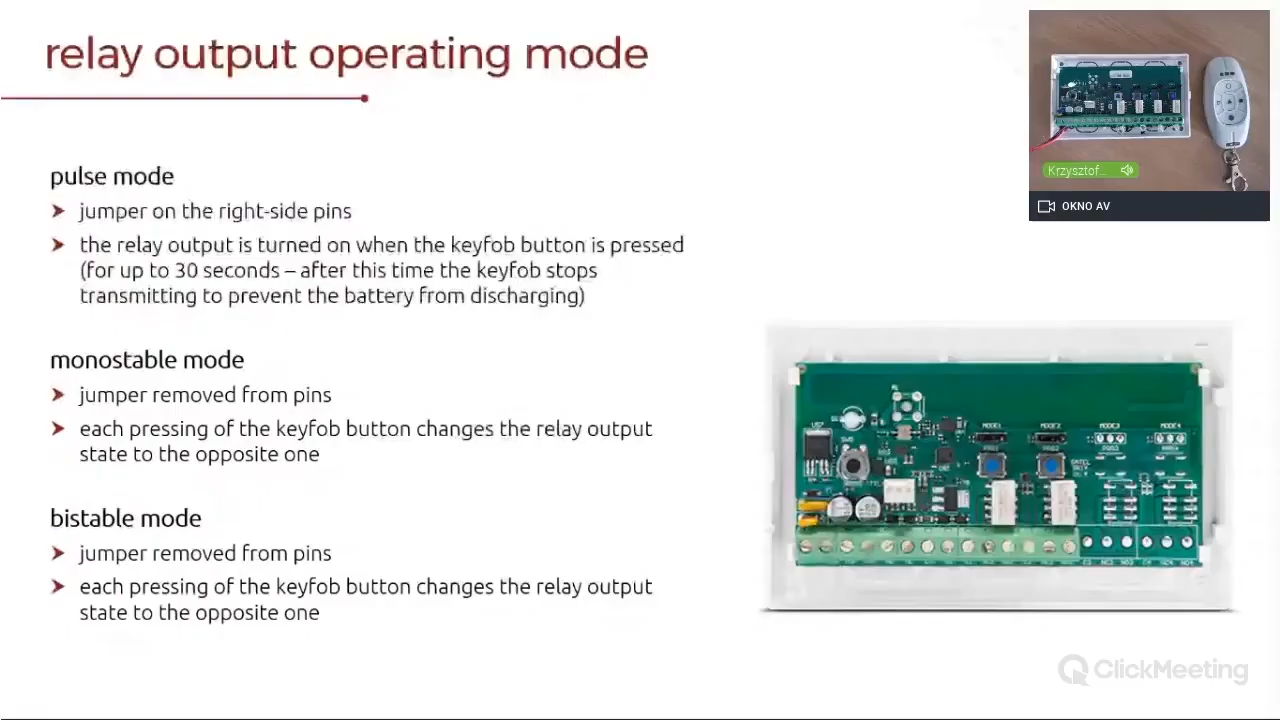 relay output operating mode
pulse mode
jumper on the right-side pins
the relay output is turned on when the keyfob button is pressed
(for up to 30 seconds – after this time the keyfob stops
transmitting to prevent the battery from discharging)
monostable mode
jumper removed from pins
each pressing of the keyfob button changes the relay output
state to the opposite one
bistable mode
jumper removed from pins
each pressing of the keyfob button changes the relay output
state to the opposite one
Krzysztof...
OKNO AV
MODE1
MODE2
MODE3
MODE4
ClickMeeting